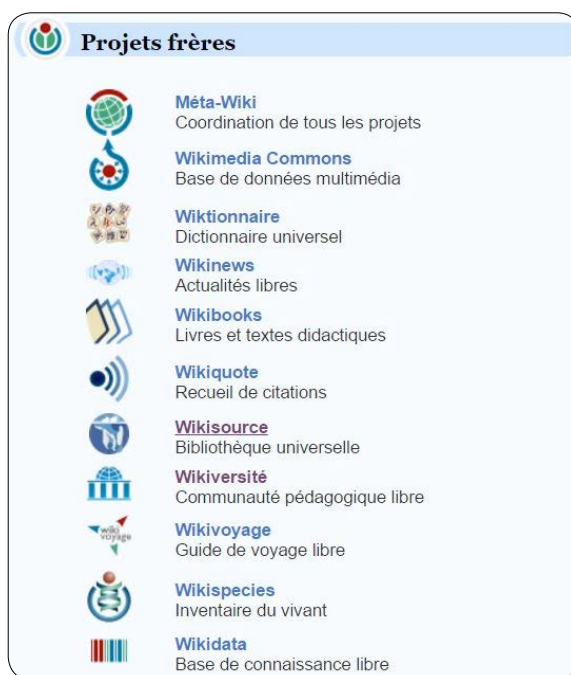 Projets frères
Méta-Wiki
Coordination de tous les projets
Wikimedia Commons
Base de données multimédia
Wiktionnaire
Dictionnaire universel
Wikinews
Actualités libres
Wikibooks
Livres et textes didactiques
Wikiquote
Recueil de citations
Wikisource
Bibliothèque universelle
Wikiversité
Communauté pédagogique libre
wiki
voyage
Wikivoyage
Guide de voyage libre
Wikispecies
Inventaire du vivant
Wikidata
Base de connaissance libre